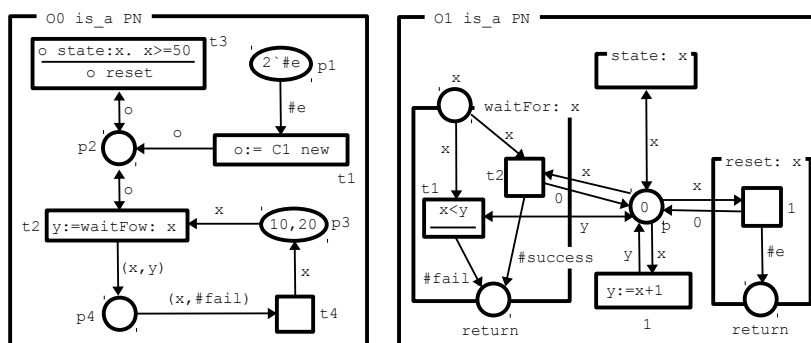 O0 is_a PN
t3
o state:x. x>=50
o reset
2`#e
p1
o
#e
o
p2
o:= C1 new
t1
o
t2
y:=waitFow: x
x
10,20
p3
(x,y)
x
p4
(x,#fail)
t4
O1 is_a PN
x
waitFor: x
state: x
x
x
x
t2
x
reset: x
x
t1
x<y
0
0
p
0
1
y
#fail
#success
y
x
#e
y:=x+1
return
1
return